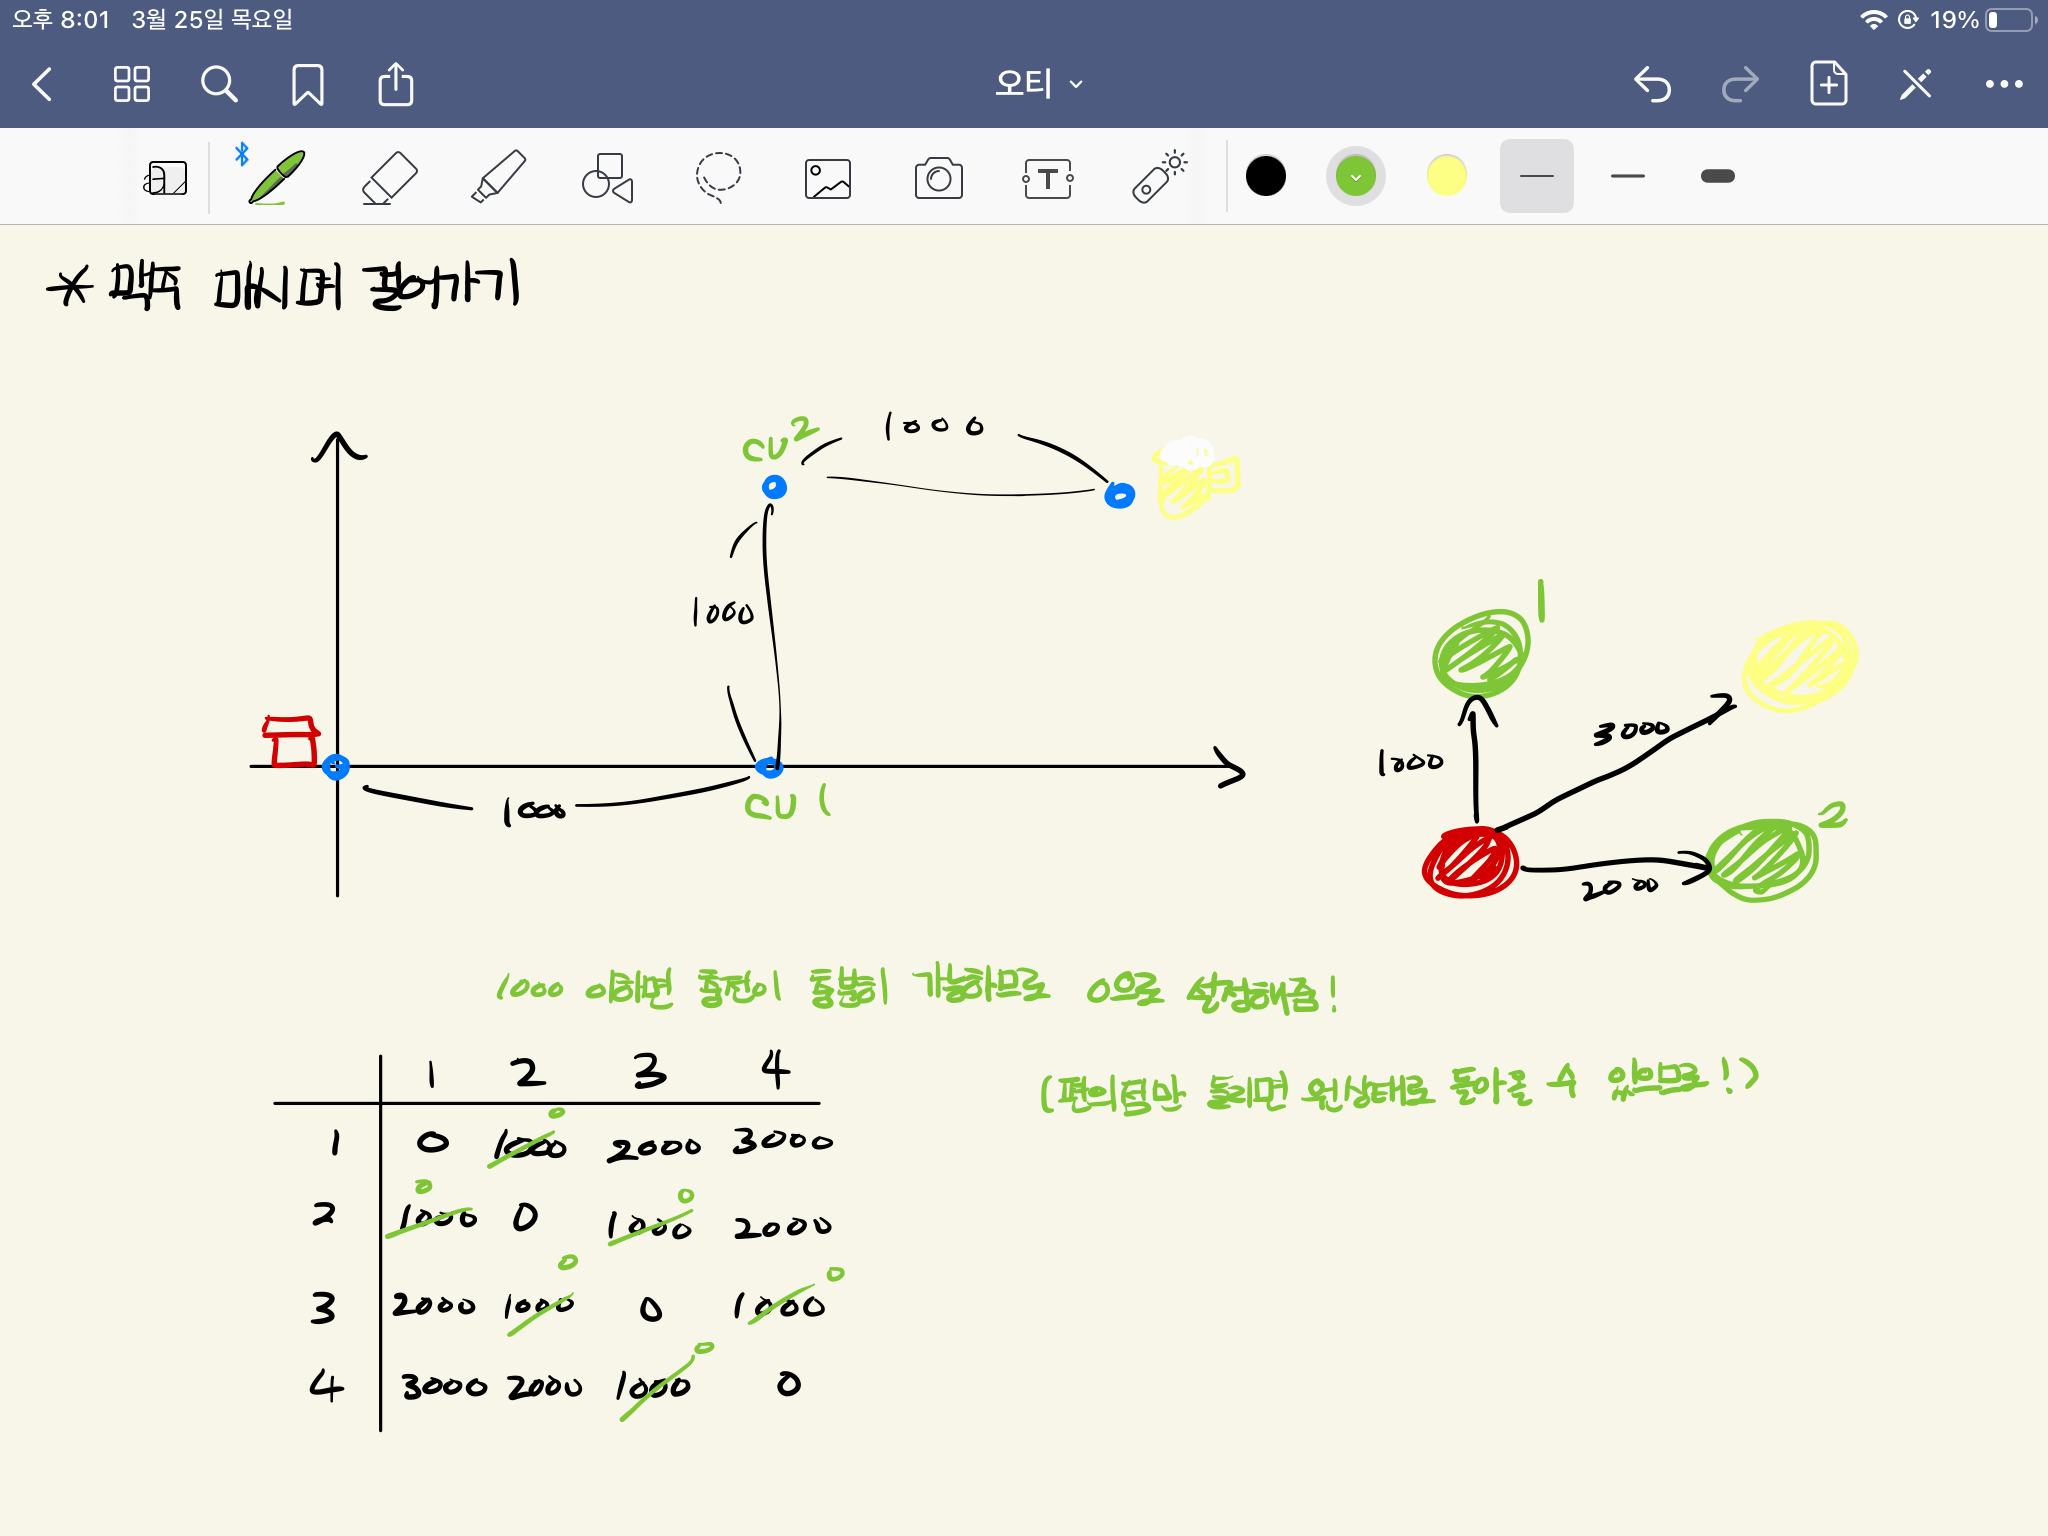 오후 8:01 3월 25일 목요일 19%
오티
T
* 맥주 마시며 걸어가기
CU 2
1000
1000
1000
CU 1
1
3000
1000
2
2000
1000 이하면 충전이 충분히 가능하므로 0으로 설정해줌!
(편의점만 들리면 원상태로 돌아올 수 있으므로!)
1 2 3 4
0
1 0 1000 2000 3000
0 0
2 1000 0 1000 2000
0 0
3 2000 1000 0 1000
0
4 3000 2000 1000 0